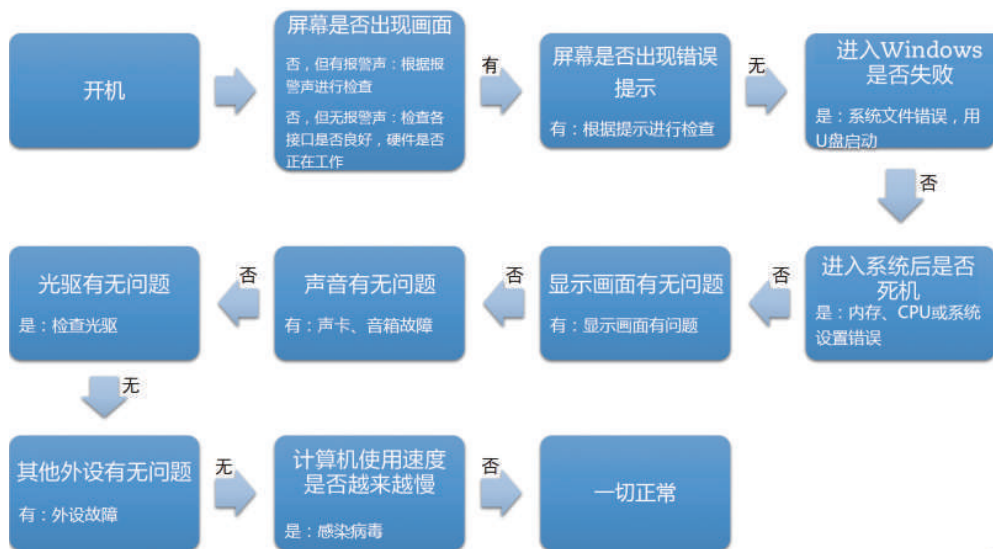 开机
屏幕是否出现画面
否，但有报警声：根据报
警声进行检查
否，但无报警声：检查各
接口是否良好，硬件是否
正在工作
有
屏幕是否出现错误
提示
有：根据提示进行检查
无
进入Windows
是否失败
是：系统文件错误，用
U盘启动
否
进入系统后是否
死机
是：内存、CPU或系统
设置错误
否
显示画面有无问题
有：显示画面有问题
否
声音有无问题
有：声卡、音箱故障
否
光驱有无问题
是：检查光驱
无
其他外设有无问题
有：外设故障
无
计算机使用速度
是否越来越慢
是：感染病毒
否
一切正常